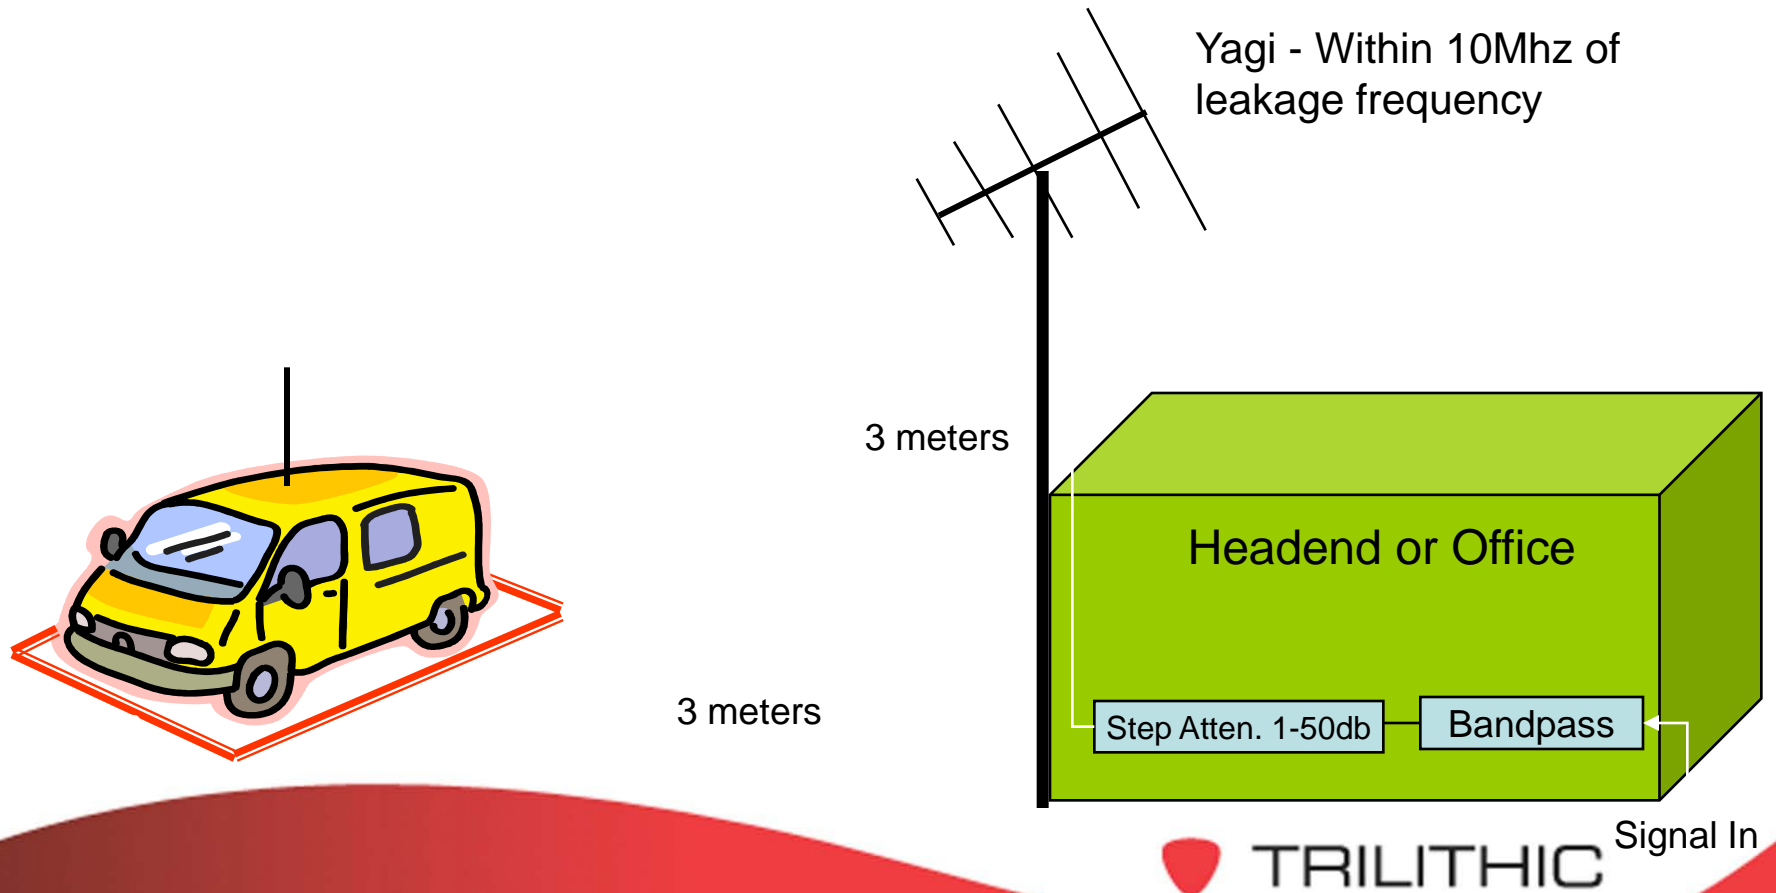 Yagi - Within 10Mhz of
leakage frequency
3 meters
Headend or Office
3 meters
Step Atten. 1-50db
Bandpass
Signal In
TRILITHIC